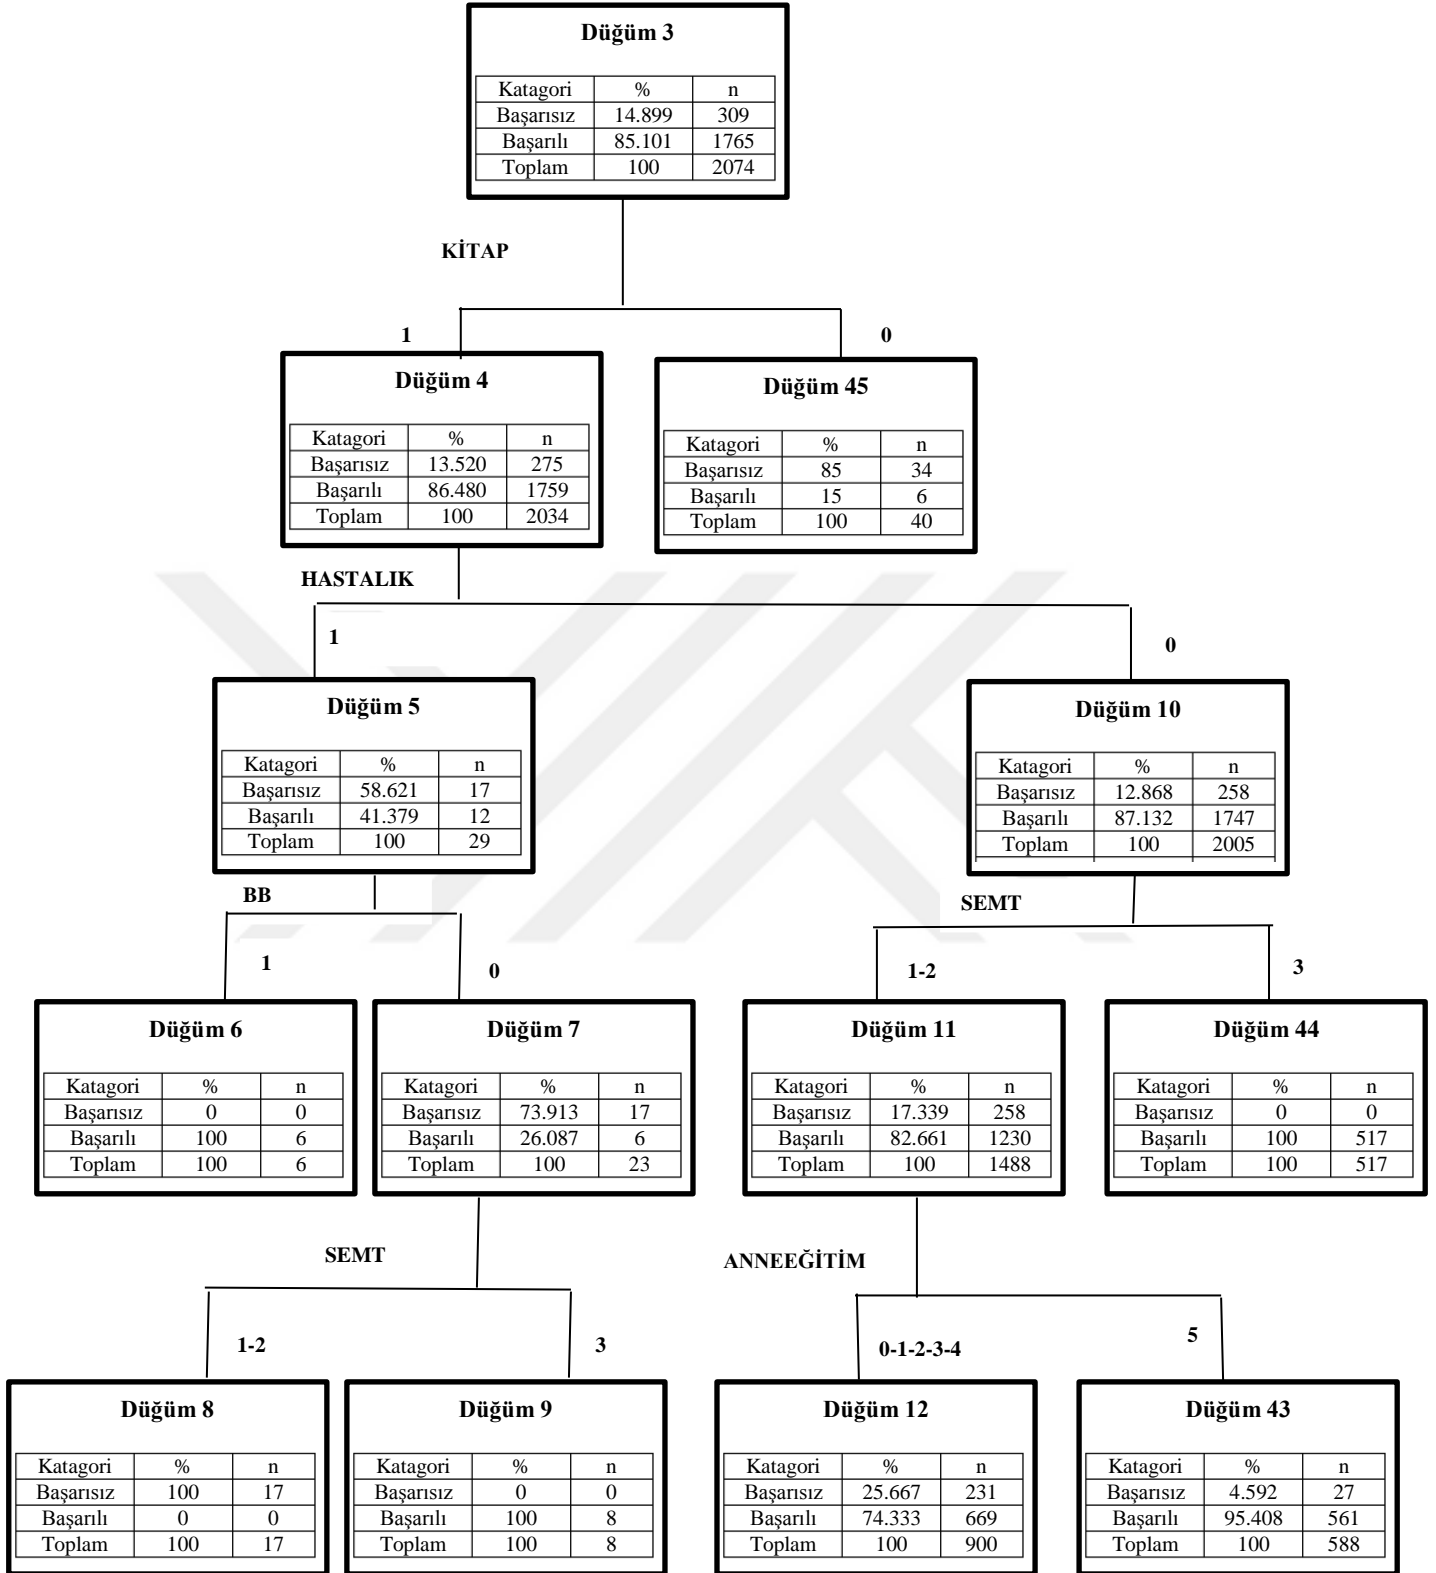 Düğüm 3
Katagori % n
Başarısız 14.899 309
Başarılı 85.101 1765
Toplam 100 2074
KİTAP
1
0
Düğüm 4
Katagori % n
Başarısız 13.520 275
Başarılı 86.480 1759
Toplam 100 2034
Düğüm 45
Katagori % n
Başarısız 85 34
Başarılı 15 6
Toplam 100 40
HASTALIK
1
0
Düğüm 5
Katagori % n
Başarısız 58.621 17
Başarılı 41.379 12
Toplam 100 29
Düğüm 10
Katagori % n
Başarısız 12.868 258
Başarılı 87.132 1747
Toplam 100 2005
BB
1
0
SEMT
1-2
3
Düğüm 6
Katagori % n
Başarısız 0 0
Başarılı 100 6
Toplam 100 6
Düğüm 7
Katagori % n
Başarısız 73.913 17
Başarılı 26.087 6
Toplam 100 23
Düğüm 11
Katagori % n
Başarısız 17.339 258
Başarılı 82.661 1230
Toplam 100 1488
Düğüm 44
Katagori % n
Başarısız 0 0
Başarılı 100 517
Toplam 100 517
SEMT
1-2
3
ANNEEĞİTİM
0-1-2-3-4
5
Düğüm 8
Katagori % n
Başarısız 100 17
Başarılı 0 0
Toplam 100 17
Düğüm 9
Katagori % n
Başarısız 0 0
Başarılı 100 8
Toplam 100 8
Düğüm 12
Katagori % n
Başarısız 25.667 231
Başarılı 74.333 669
Toplam 100 900
Düğüm 43
Katagori % n
Başarısız 4.592 27
Başarılı 95.408 561
Toplam 100 588